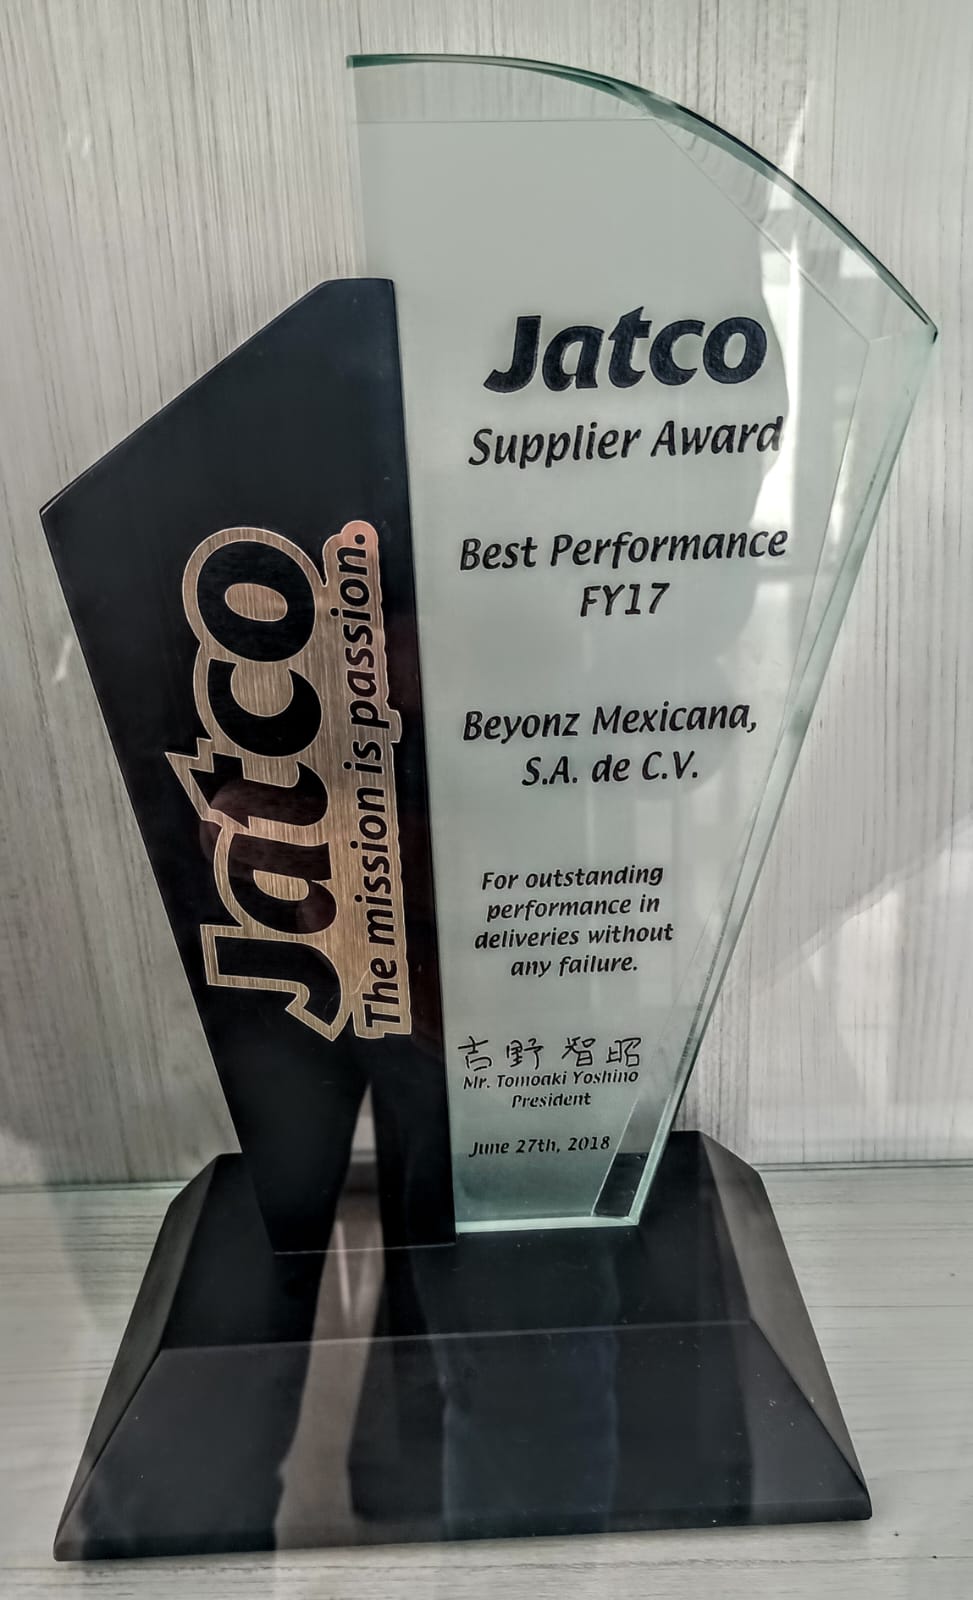 Jatco
The mission is passion.
Jatco
Supplier Award
Best Performance
FY17
Beyonz Mexicana,
S.A. de C.V.
For outstanding
performance in
deliveries without
any failure.
吉野 智昭
Mr. Tomoaki Yoshino
President
June 27th, 2018